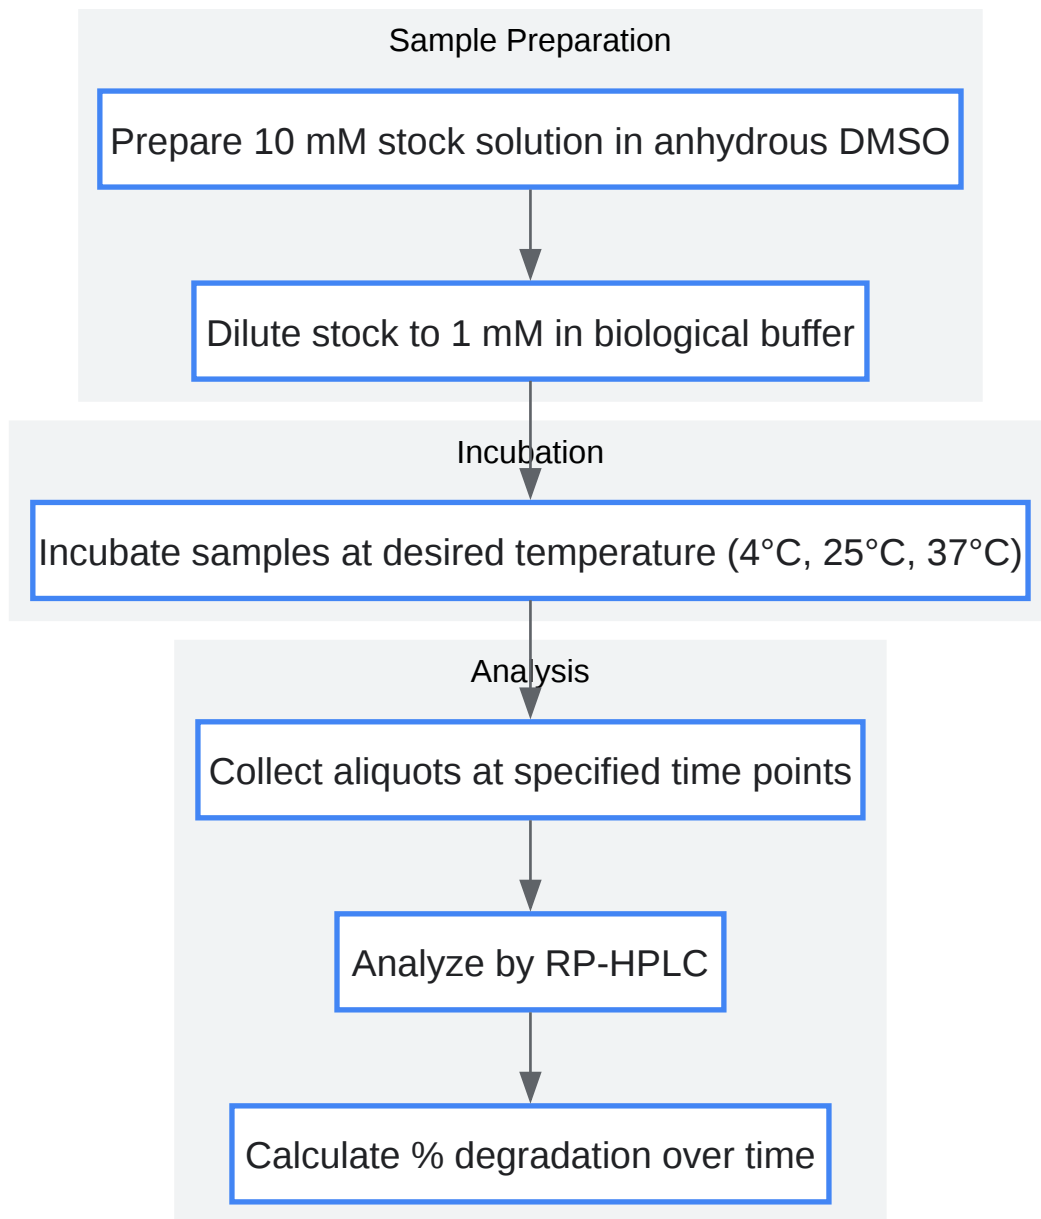 Sample Preparation
Prepare 10 mM stock solution in anhydrous DMSO
Dilute stock to 1 mM in biological buffer
Incubation
Incubate samples at desired temperature (4°C, 25°C, 37°C)
Analysis
Collect aliquots at specified time points
Analyze by RP-HPLC
Calculate % degradation over time